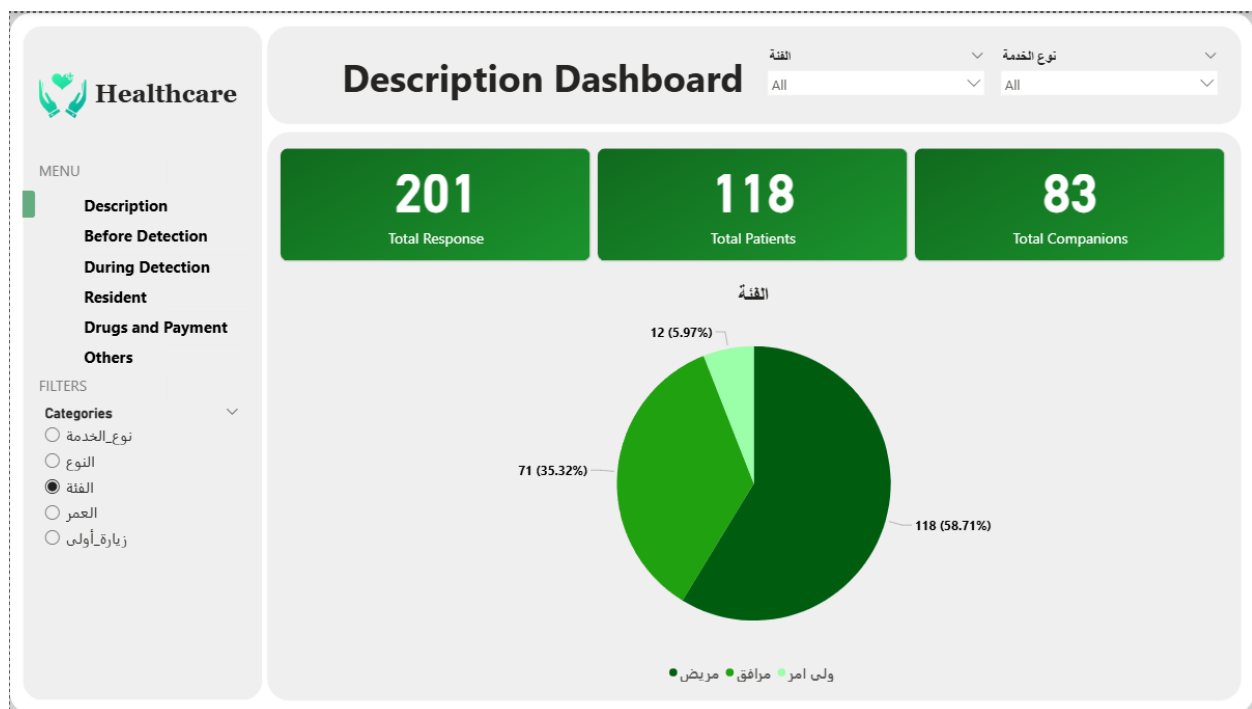 Healthcare
MENU
Description
Before Detection
During Detection
Resident
Drugs and Payment
Others
FILTERS
Categories
نوع_الخدمة
النوع
الفئة
العمر
زيارة_أولى
Description Dashboard
الفئة
All
نوع الخدمة
All
201
Total Response
118
Total Patients
83
Total Companions
الفئة
12 (5.97%)
71 (35.32%)
118 (58.71%)
مريض مرافق ولى امر